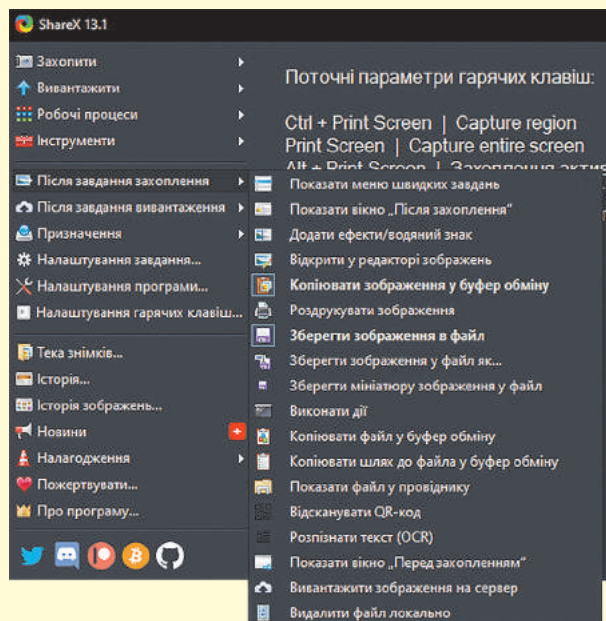 ShareX 13.1
Захопити
Вивантажити
Робочі процеси
Інструменти
Після завдання захоплення
Після завдання вивантаження
Призначення
Налаштування завдання...
Налаштування програми...
Налаштування гарячих клавіш...
Тека знімків...
Історія...
Історія зображень...
Новини
Налагодження
Пожертвувати...
Про програму...
Поточні параметри гарячих клавіш:
Ctrl + Print Screen | Capture region
Print Screen | Capture entire screen
Alt + Print Screen | Захоплення актив
Показати меню швидких завдань
Показати вікно „Після захоплення“
Додати ефекти/водяний знак
Відкрити у редакторі зображень
Копіювати зображення у буфер обміну
Роздрукувати зображення
Зберегти зображення в файл
Зберегти зображення у файл як...
Зберегти мініатюру зображення у файл
Виконати дії
Копіювати файл у буфер обміну
Копіювати шлях до файла у буфер обміну
Показати файл у провіднику
Відсканувати QR-код
Розпізнати текст (OCR)
Показати вікно „Перед захопленням“
Вивантажити зображення на сервер
Видалити файл локально